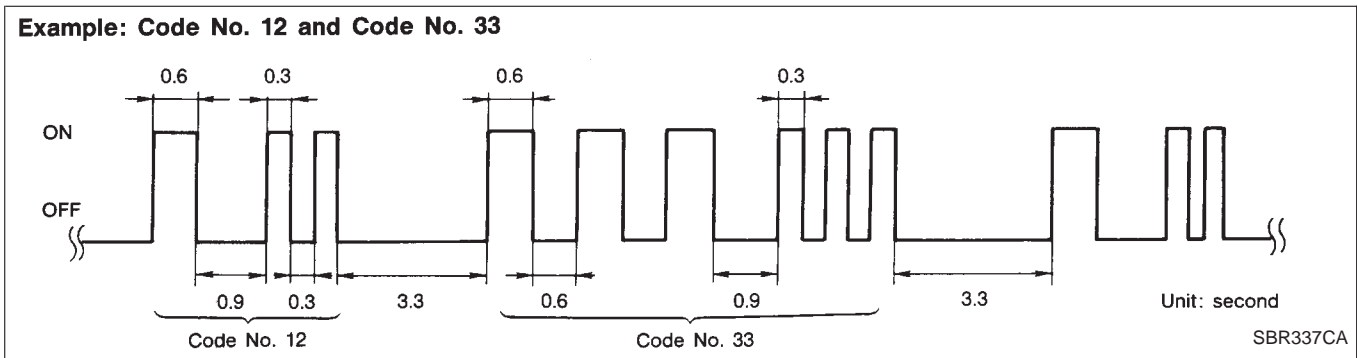 Example: Code No. 12 and Code No. 33
0.6 0.3 0.6 0.3
ON
OFF
0.9 0.3 3.3 0.6 0.9 3.3 Unit: second
Code No. 12 Code No. 33
SBR337CA